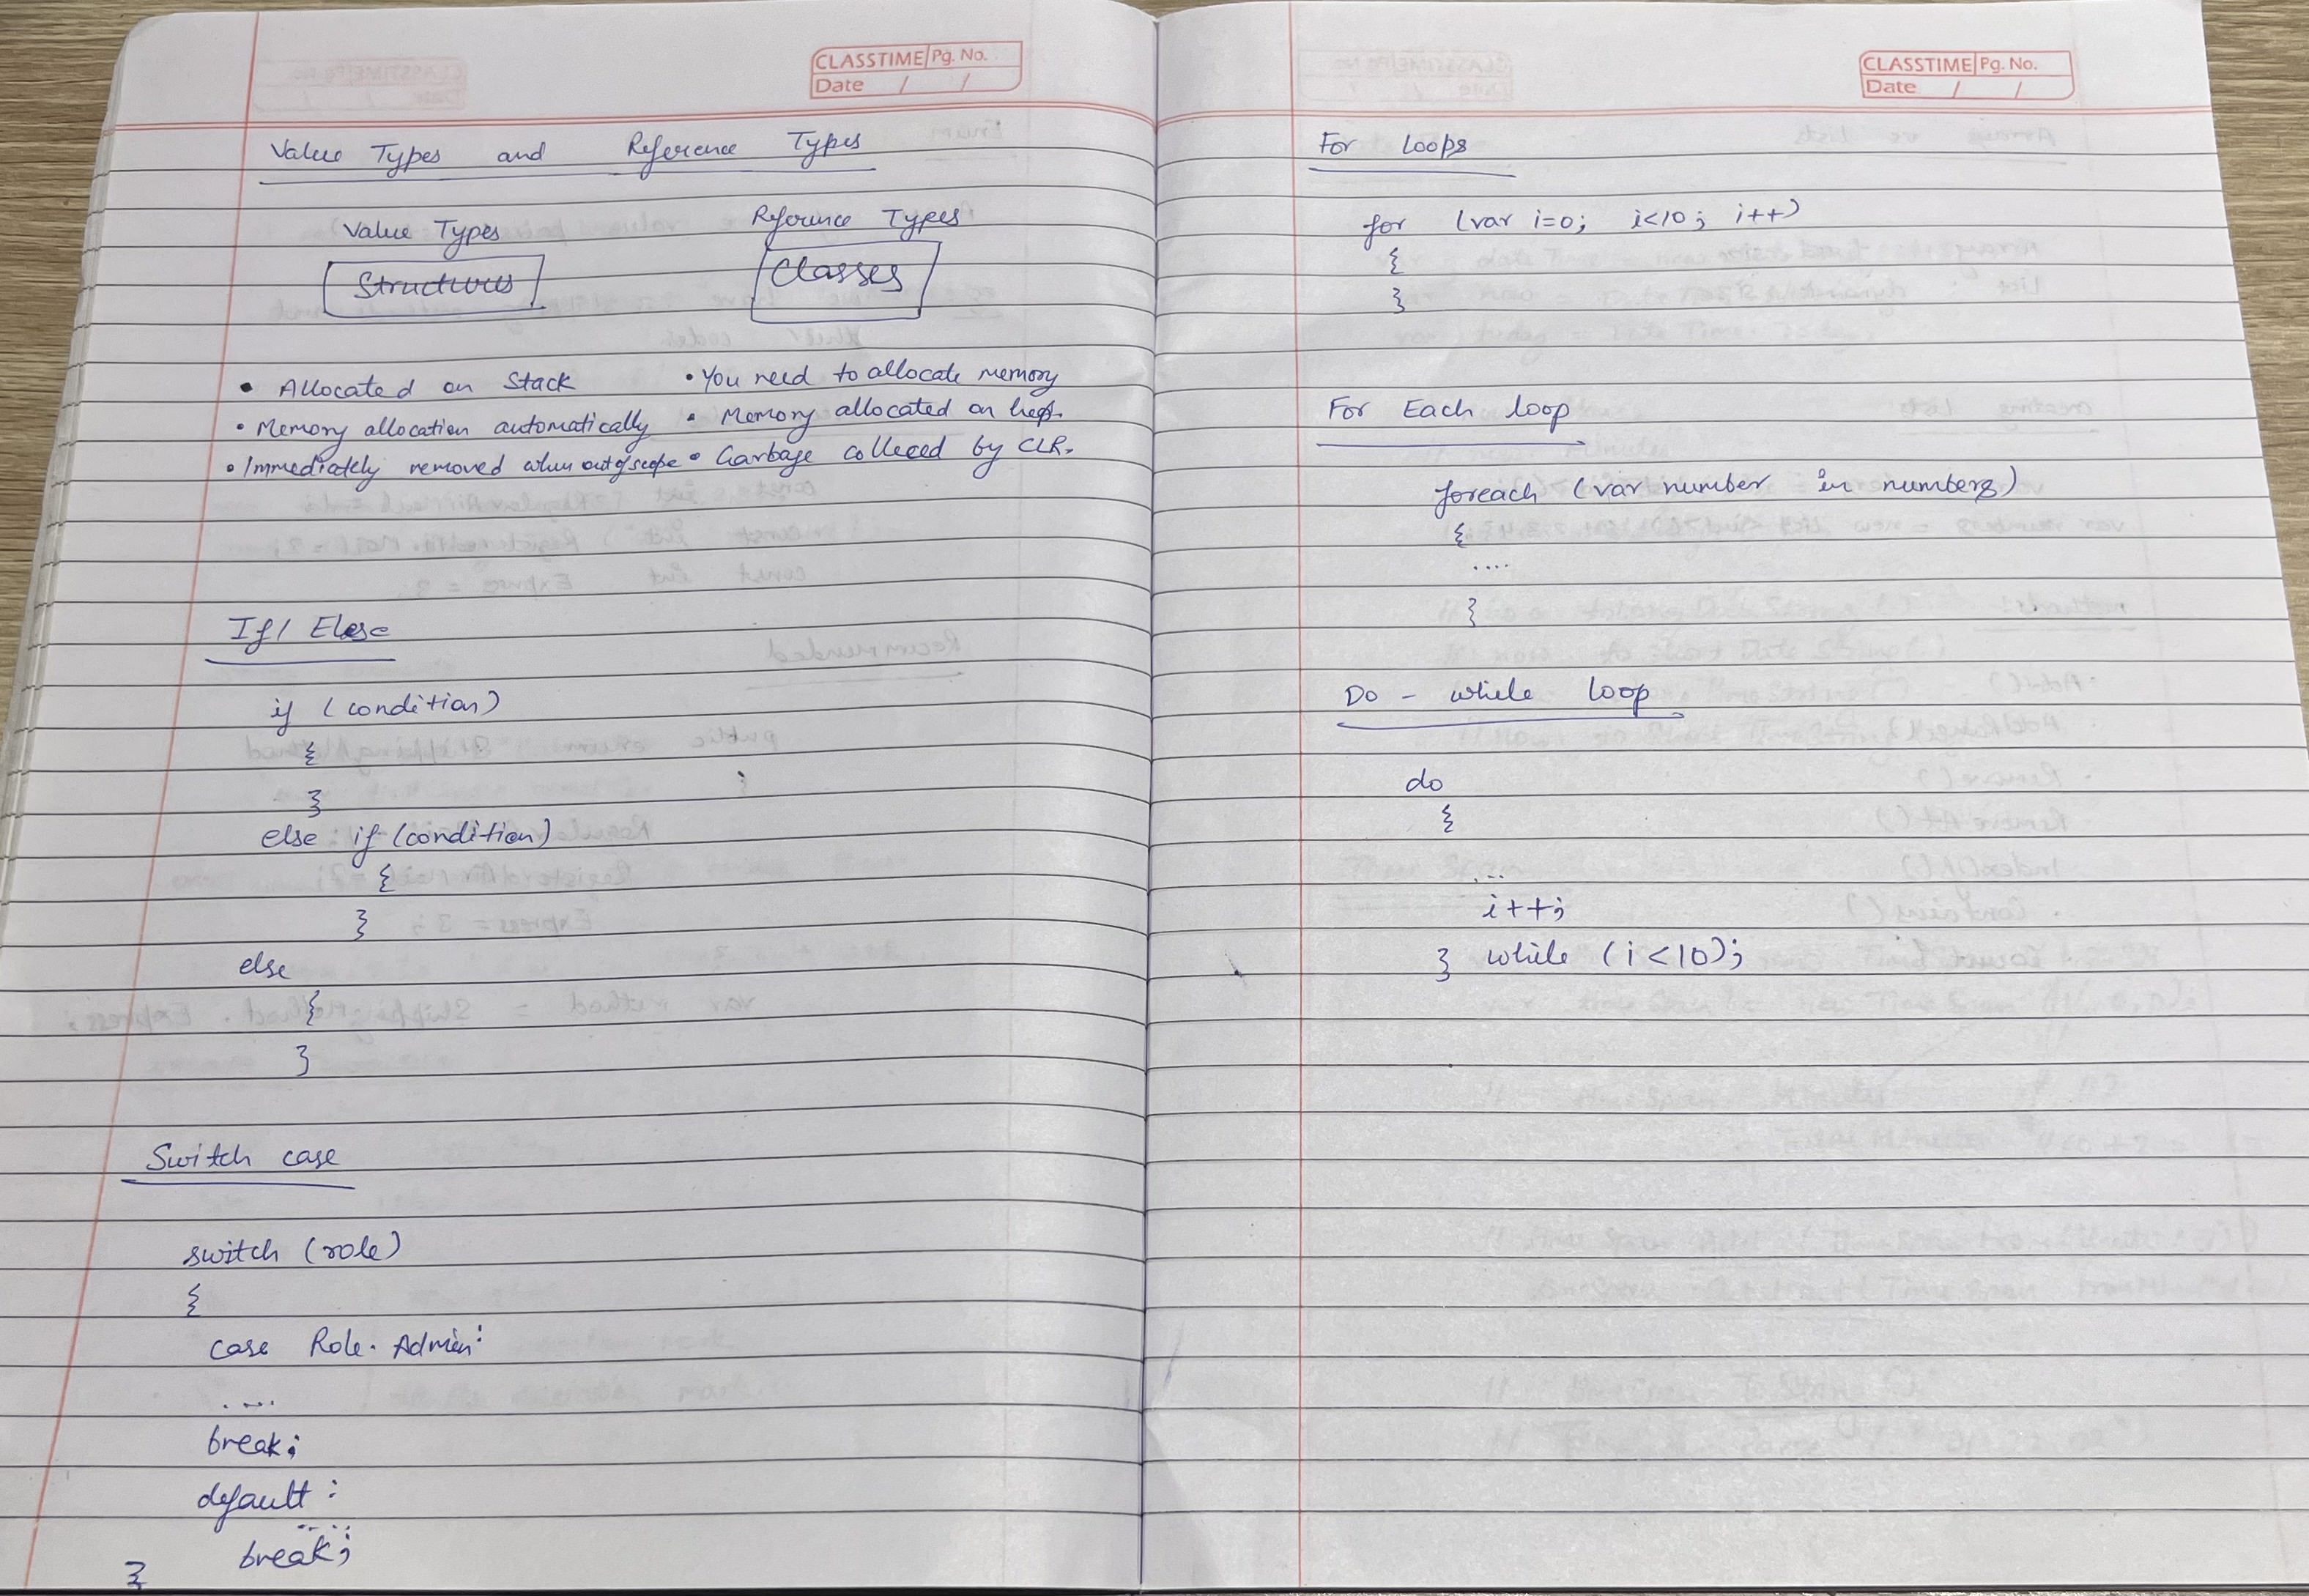 CLASSTIME Pg. No.
Date / /
Value Types and Reference Types
Value Types Reference Types
Structures Classes
• Allocated on Stack • You need to allocate memory
• Memory allocation automatically • Memory allocated on heap.
• Immediately removed when out of scope • Garbage colleced by CLR.
If / Else
if (condition)
{
}
else if (condition)
{
}
else
{
}
Switch case
switch (role)
{
case Role.Admin:
....
break;
default:
.....
break;
}
CLASSTIME Pg. No.
Date / /
For Loops
for (var i=0; i<10; i++)
{
}
For Each loop
foreach (var number in numbers)
{
....
}
Do - while loop
do
{
....
i++;
} while (i<10);